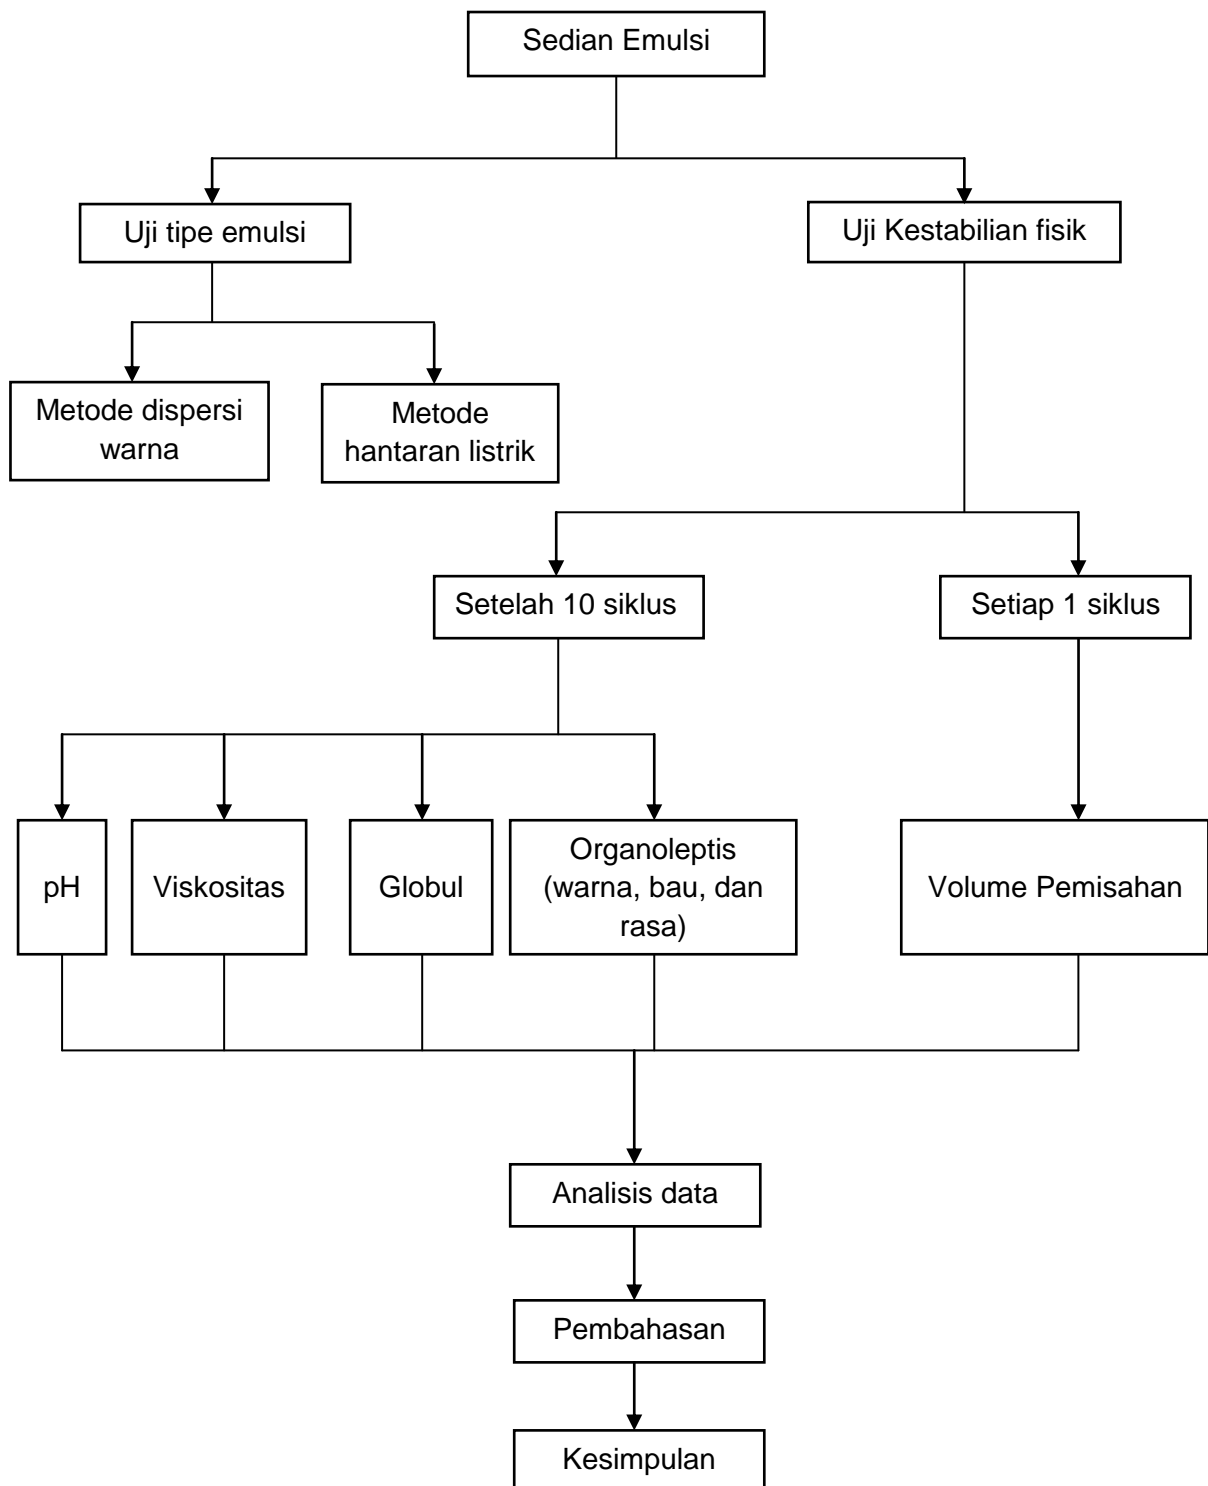 Sedian Emulsi
Uji tipe emulsi
Uji Kestabilian fisik
Metode dispersi
warna
Metode
hantaran listrik
Setelah 10 siklus
Setiap 1 siklus
pH
Viskositas
Globul
Organoleptis
(warna, bau, dan
rasa)
Volume Pemisahan
Analisis data
Pembahasan
Kesimpulan